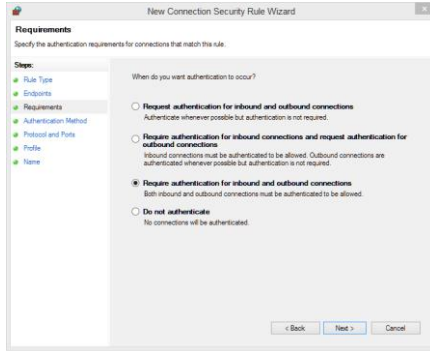 New Connection Security Rule Wizard
x
Requirements
Specify the authentication requirements for connections that match this rule.
Steps:
Rule Type
Endpoints
Requirements
Authentication Method
Protocol and Ports
Profile
Name
When do you want authentication to occur?
Request authentication for inbound and outbound connections
Authenticate whenever possible but authentication is not required.
Require authentication for inbound connections and request authentication for
outbound connections
Inbound connections must be authenticated to be allowed. Outbound connections are
authenticated whenever possible but authentication is not required.
Require authentication for inbound and outbound connections
Both inbound and outbound connections must be authenticated to be allowed.
Do not authenticate
No connections will be authenticated.
< Back Next > Cancel